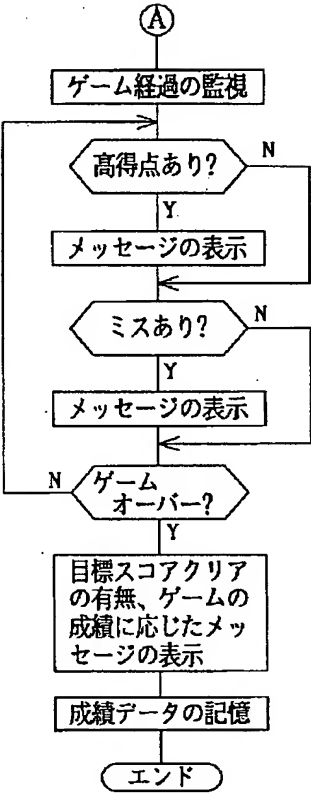 A
ゲーム経過の監視
高得点あり?
N
Y
メッセージの表示
ミスあり?
N
Y
メッセージの表示
N
ゲーム
オーバー?
Y
目標スコアクリア
の有無、ゲームの
成績に応じたメッ
セージの表示
成績データの記憶
エンド